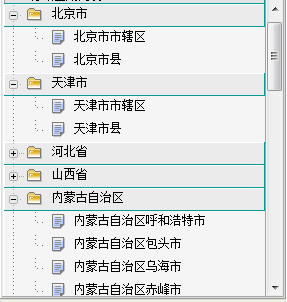 北京市
北京市市辖区
北京市县
天津市
天津市市辖区
天津市县
河北省
山西省
内蒙古自治区
内蒙古自治区呼和浩特市
内蒙古自治区包头市
内蒙古自治区乌海市
内蒙古自治区赤峰市